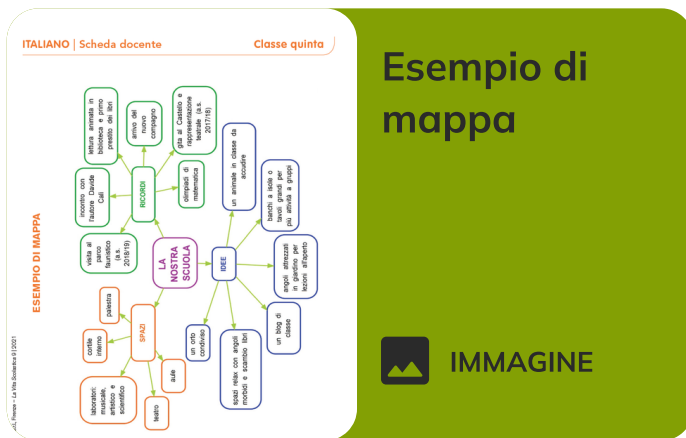 ITALIANO | Scheda docente
Classe quinta
ESEMPIO DI MAPPA
LA
NOSTRA
SCUOLA
RICORDI
visita al
parco
faunistico
(a.s.
2018/19)
incontro con
l'autore Davide
Calì
lettura animata in
biblioteca e primo
prestito dei libri
arrivo del
nuovo
compagno
gita al Castello e
rappresentazione
teatrale (a.s.
2017/18)
olimpiadi di
matematica
IDEE
un animale in classe da
accudire
banchi a isole o
tavoli grandi per
più attività a gruppi
angoli attrezzati
in giardino per
lezioni all'aperto
un blog di
classe
spazi relax con angoli
morbidi e scambio libri
un orto
condiviso
SPAZI
palestra
cortile
interno
laboratori:
musicale,
artistico e
scientifico
teatro
aule
Firenze – La Vita Scolastica 9 | 2021
Esempio di
mappa
IMMAGINE